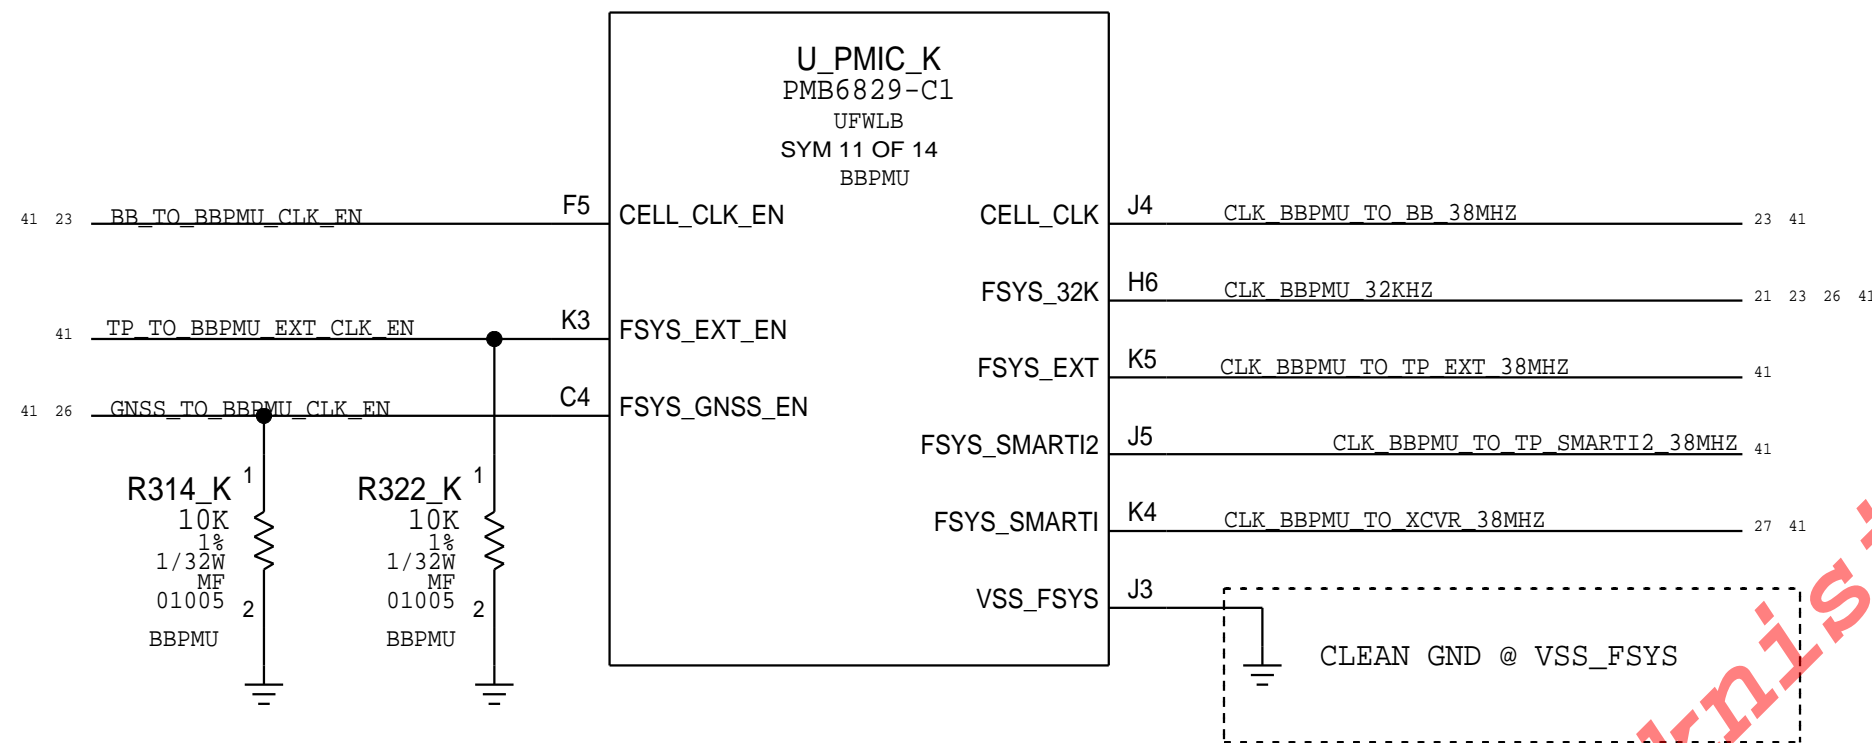 U_PMIC_K
PMB6829-C1
UFWLB
SYM 11 OF 14
BBPMU
41 23 BB_TO_BBPMU_CLK_EN F5 CELL_CLK_EN
CELL_CLK J4 CLK_BBPMU_TO_BB_38MHZ 23 41
FSYS_32K H6 CLK_BBPMU_32KHZ 21 23 26 41
41 TP_TO_BBPMU_EXT_CLK_EN K3 FSYS_EXT_EN
FSYS_EXT K5 CLK_BBPMU_TO_TP_EXT_38MHZ 41
41 26 GNSS_TO_BBPMU_CLK_EN C4 FSYS_GNSS_EN
FSYS_SMARTI2 J5 CLK_BBPMU_TO_TP_SMARTI2_38MHZ 41
FSYS_SMARTI K4 CLK_BBPMU_TO_XCVR_38MHZ 27 41
VSS_FSYS J3
CLEAN GND @ VSS_FSYS
R314_K 1
10K
1%
1/32W
MF
01005 2
BBPMU
R322_K 1
10K
1%
1/32W
MF
01005 2
BBPMU